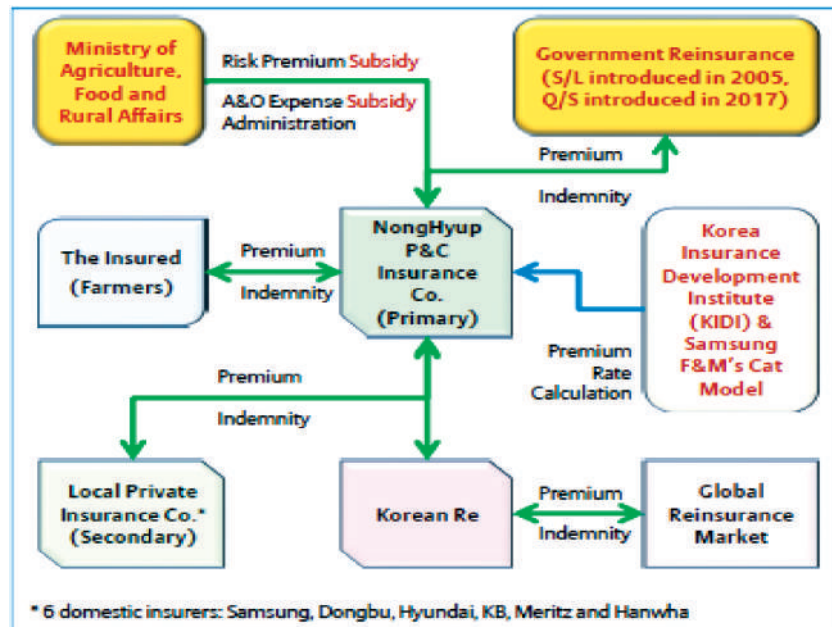 Ministry of
Agriculture,
Food and
Rural Affairs
Risk Premium Subsidy
A&O Expense Subsidy
Administration
Government Reinsurance
(S/L introduced in 2005,
Q/S introduced in 2017)
Premium
Indemnity
The Insured
(Farmers)
Premium
Indemnity
NongHyup
P&C
Insurance
Co.
(Primary)
Korea
Insurance
Development
Institute
(KIDI) &
Samsung
F&M's Cat
Model
Premium
Rate
Calculation
Premium
Indemnity
Local Private
Insurance Co.*
(Secondary)
Korean Re
Premium
Indemnity
Global
Reinsurance
Market
* 6 domestic insurers: Samsung, Dongbu, Hyundai, KB, Meritz and Hanwha